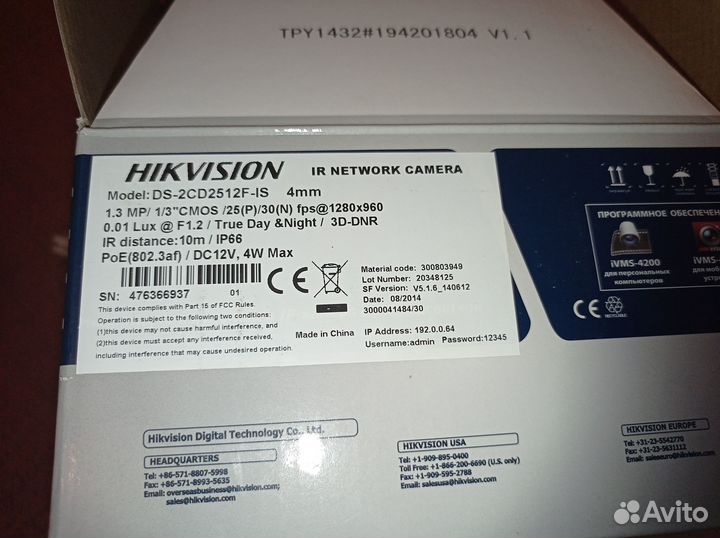 TPY1432#194201804 V1.1
HIKVISION IR NETWORK CAMERA
Model: DS-2CD2512F-IS 4mm
1.3 MP/ 1/3"CMOS /25(P)/30(N) fps@1280x960
0.01 Lux @ F1.2 / True Day &Night / 3D-DNR
IR distance:10m / IP66
PoE(802.3af) / DC12V, 4W Max
SN: 476366937 01
This device complies with Part 15 of FCC Rules.
Operation is subject to the following two conditions:
(1)this device may not cause harmful interference, and
(2)this device must accept any interference received,
including interference that may cause undesired operation.
CE
Made in China
Material code: 300803949
Lot Number: 20348125
SF Version: V5.1.6_140612
Date: 08/2014
3000041484/30
IP Address: 192.0.0.64
Username:admin Password:12345
ПРОГРАММНОЕ ОБЕСПЕЧЕН
iVMS-4200
для персональных
компьютеров
iVMS-
для мо
устр
CE
Hikvision Digital Technology Co., Ltd.
HEADQUARTERS
Tel: +86-571-8807-5998
Fax: +86-571-8993-5635
Email: overseasbusiness@hikvision.com;
sales@hikvision.com
HIKVISION USA
Tel: +1-909-895-0400
Toll Free: +1-866-200-6690 (U.S. only)
Fax: +1-909-595-2788
Email: salesusa@hikvision.com
HIKVISION EUROPE
Tel: +31-23-5542770
Fax: +31-23-5631112
Email: saleseuro@hikvision.com
Avito